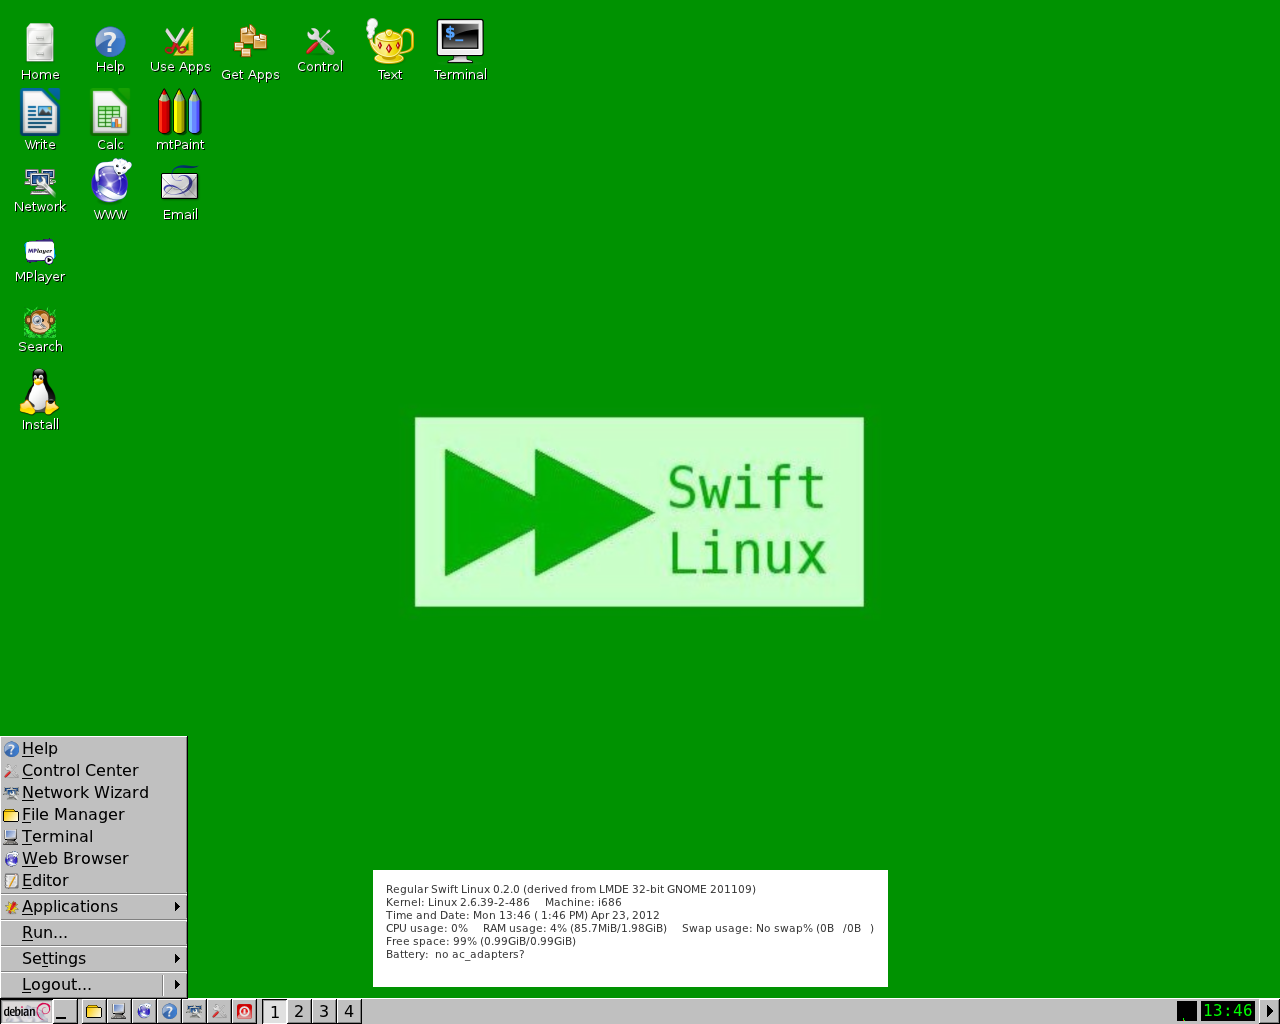 Home
Help
Use Apps
Get Apps
Control
Text
$_
Terminal
Write
Calc
mtPaint
Network
WWW
Email
MPlayer
MPlayer
Search
Install
Swift
Linux
Help
Control Center
Network Wizard
File Manager
Terminal
Web Browser
Editor
Applications
Run...
Settings
Logout...
Regular Swift Linux 0.2.0 (derived from LMDE 32-bit GNOME 201109)
Kernel: Linux 2.6.39-2-486 Machine: i686
Time and Date: Mon 13:46 ( 1:46 PM) Apr 23, 2012
CPU usage: 0% RAM usage: 4% (85.7MiB/1.98GiB) Swap usage: No swap% (0B /0B )
Free space: 99% (0.99GiB/0.99GiB)
Battery: no ac_adapters?
debian _ 1 2 3 4 13:46